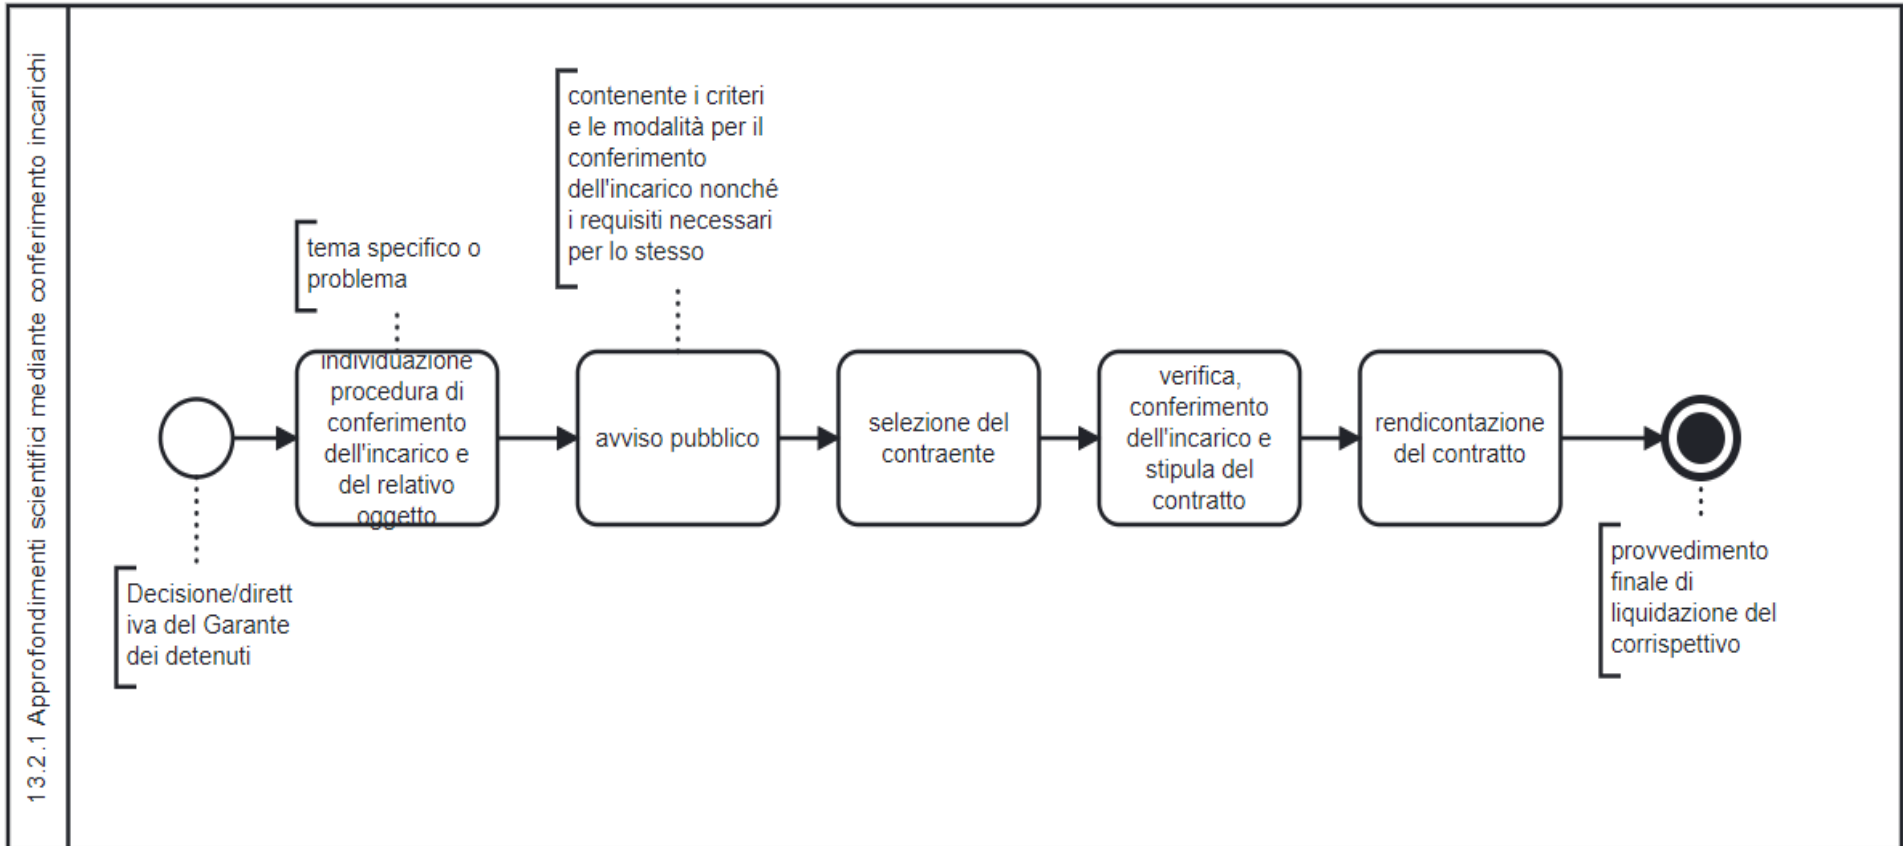 13.2.1 Approfondimenti scientifici mediante conferimento incarichi
contenente i criteri
e le modalità per il
conferimento
dell'incarico nonché
i requisiti necessari
per lo stesso
tema specifico o
problema
individuazione
procedura di
conferimento
dell'incarico e
del relativo
oggetto
avviso pubblico
selezione del
contraente
verifica,
conferimento
dell'incarico e
stipula del
contratto
rendicontazione
del contratto
Decisione/dirett
iva del Garante
dei detenuti
provvedimento
finale di
liquidazione del
corrispettivo